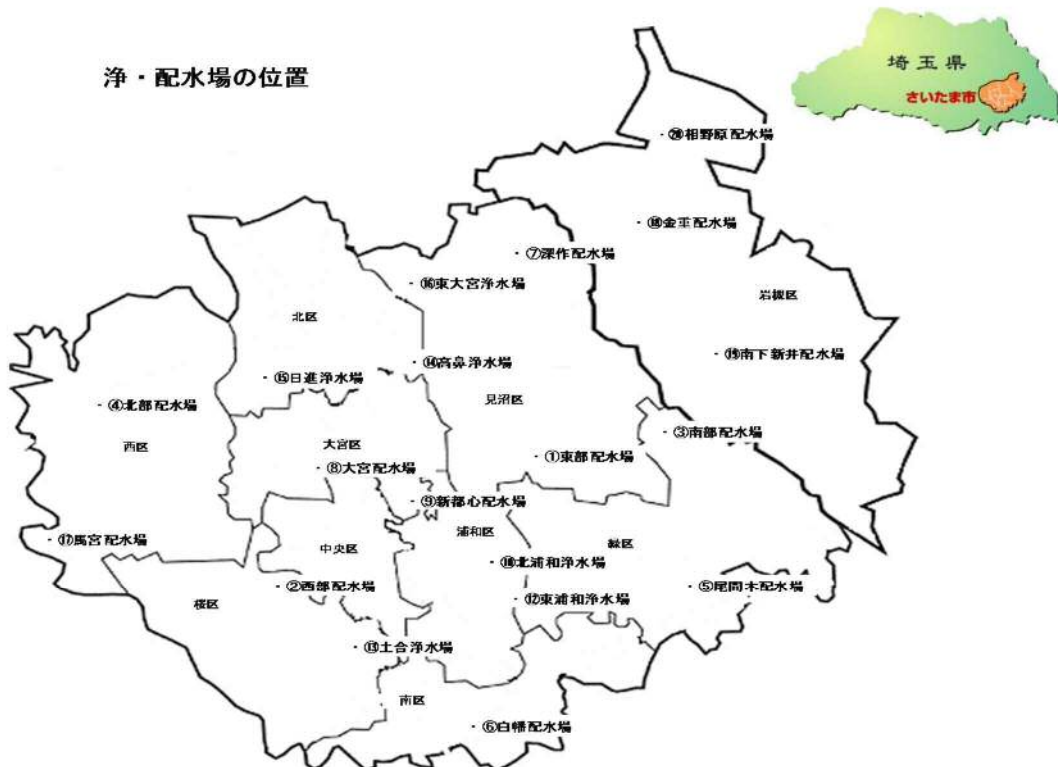 浄・配水場の位置
埼玉県
さいたま市
⑳相野原配水場
⑱金重配水場
⑦深作配水場
⑯東大宮浄水場
岩槻区
北区
⑲南下新井配水場
⑭高鼻浄水場
⑮日進浄水場
見沼区
④北部配水場
③南部配水場
西区
大宮区
①東部配水場
⑧大宮配水場
⑨新都心配水場
浦和区
⑰馬宮配水場
中央区
緑区
⑩北浦和浄水場
②西部配水場
⑤尾間木配水場
桜区
⑫東浦和浄水場
⑬土合浄水場
南区
⑥白幡配水場